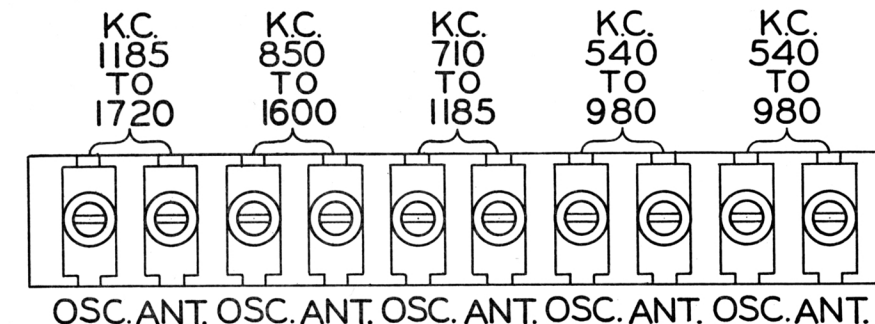 K.C. K.C. K.C. K.C. K.C.
1185 850 710 540 540
TO TO TO TO TO
1720 1600 1185 980 980
OSC. ANT. OSC. ANT. OSC. ANT. OSC. ANT. OSC. ANT.